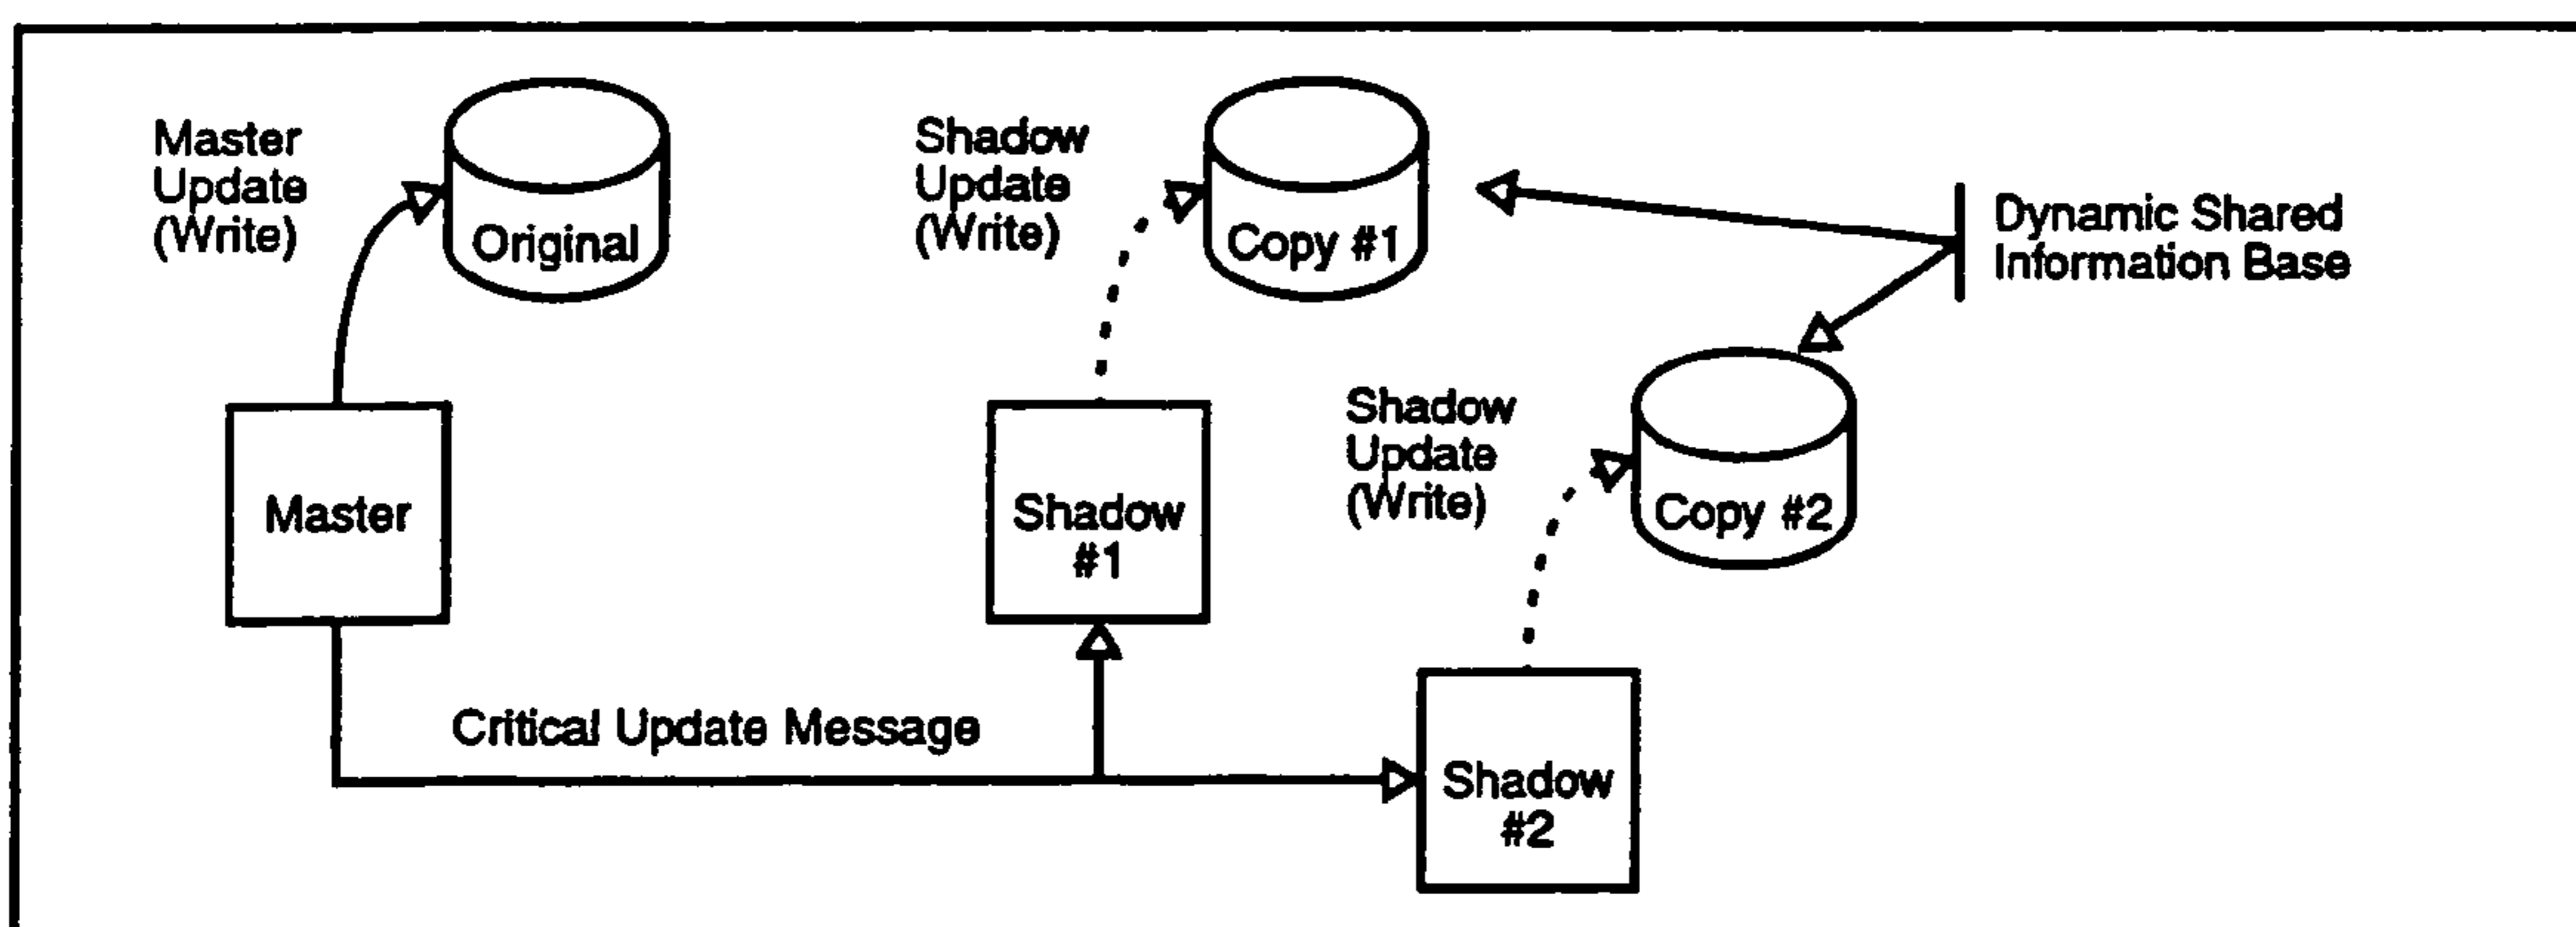 Master
Update
(Write)
Original
Shadow
Update
(Write)
Copy #1
Dynamic Shared
Information Base
Master
Shadow
#1
Shadow
Update
(Write)
Copy #2
Critical Update Message
Shadow
#2